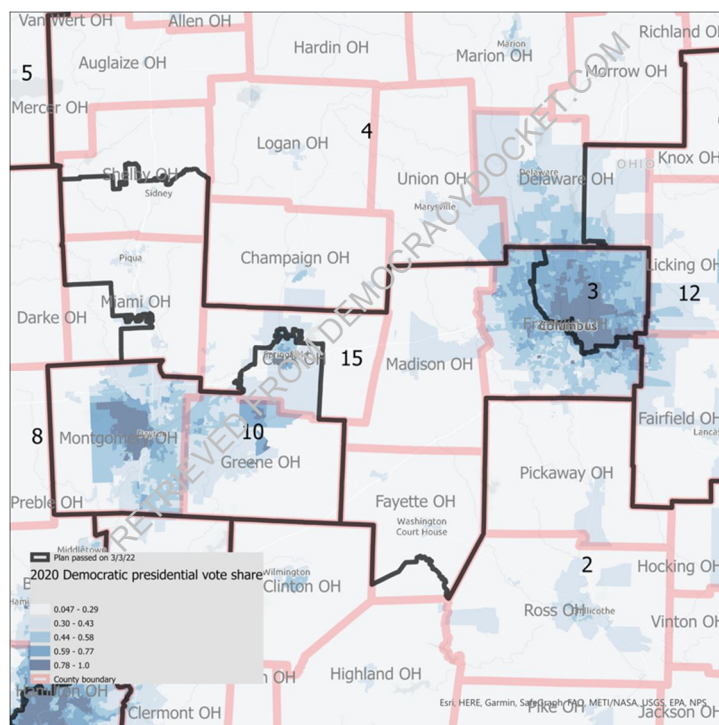 Van Wert OH
Allen OH
Hardin OH
Marion
Marion OH
Richland OH
Auglaize OH
Morrow OH
5
Mercer OH
Logan OH
4
Shelby OH
Sidney
Union OH
Marysville
Delaware
Delaware OH
OHIO
Knox OH
Piqua
Champaign OH
Licking OH
Miami OH
3
12
Darke OH
Columbus
15
Madison OH
8
Montgomery OH
10
Greene OH
Fairfield OH
Pickaway OH
Preble OH
Fayette OH
Washington
Court House
Middletown
Plan passed on 3/3/22
2020 Democratic presidential vote share
Wilmington
Clinton OH
2
Hocking OH
0.047 - 0.29
0.30 - 0.43
0.44 - 0.58
0.59 - 0.77
0.78 - 1.0
County boundary
Ross OH
Chillicothe
Vinton OH
Highland OH
Hamilton OH
Clermont OH
Pike OH
Jackson OH
Esri, HERE, Garmin, SafeGraph, FAO, METI/NASA, USGS, EPA, NPS
RETRIEVED FROM DEMOCRACYDOCKET.COM